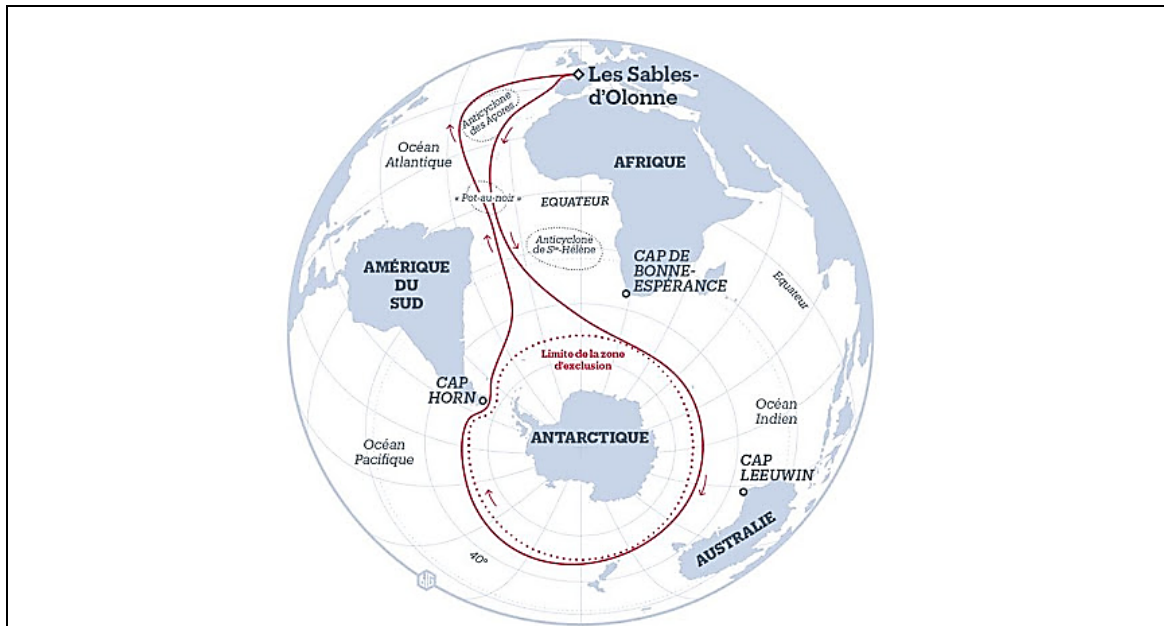 Les Sables-
d'Olonne
Anticyclone
des Açores
Océan
Atlantique
AFRIQUE
« Pot-au-noir »
EQUATEUR
Anticyclone
de Ste-Hélène
CAP DE
BONNE-
ESPÉRANCE
AMÉRIQUE
DU
SUD
Equateur
Limite de la zone
d'exclusion
CAP
HORN
Océan
Indien
ANTARCTIQUE
Océan
Pacifique
CAP
LEEUWIN
AUSTRALIE
40°